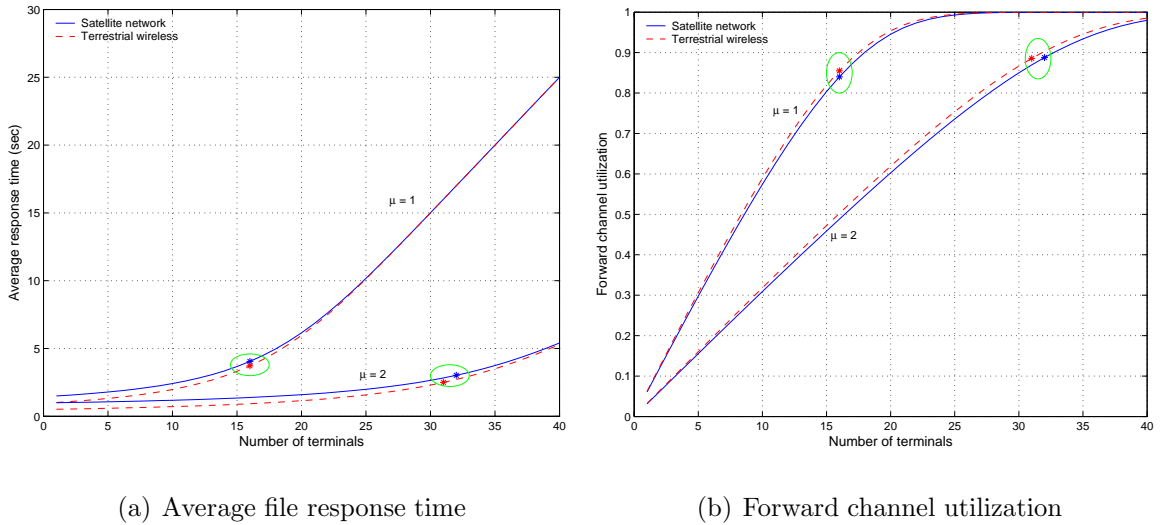 30
25
20
15
10
5
0
Average response time (sec)
Satellite network
Terrestrial wireless
μ = 1
μ = 2
0 5 10 15 20 25 30 35 40
Number of terminals
(a) Average file response time
1
0.9
0.8
0.7
0.6
0.5
0.4
0.3
0.2
0.1
0
Forward channel utilization
Satellite network
Terrestrial wireless
μ = 1
μ = 2
0 5 10 15 20 25 30 35 40
Number of terminals
(b) Forward channel utilization